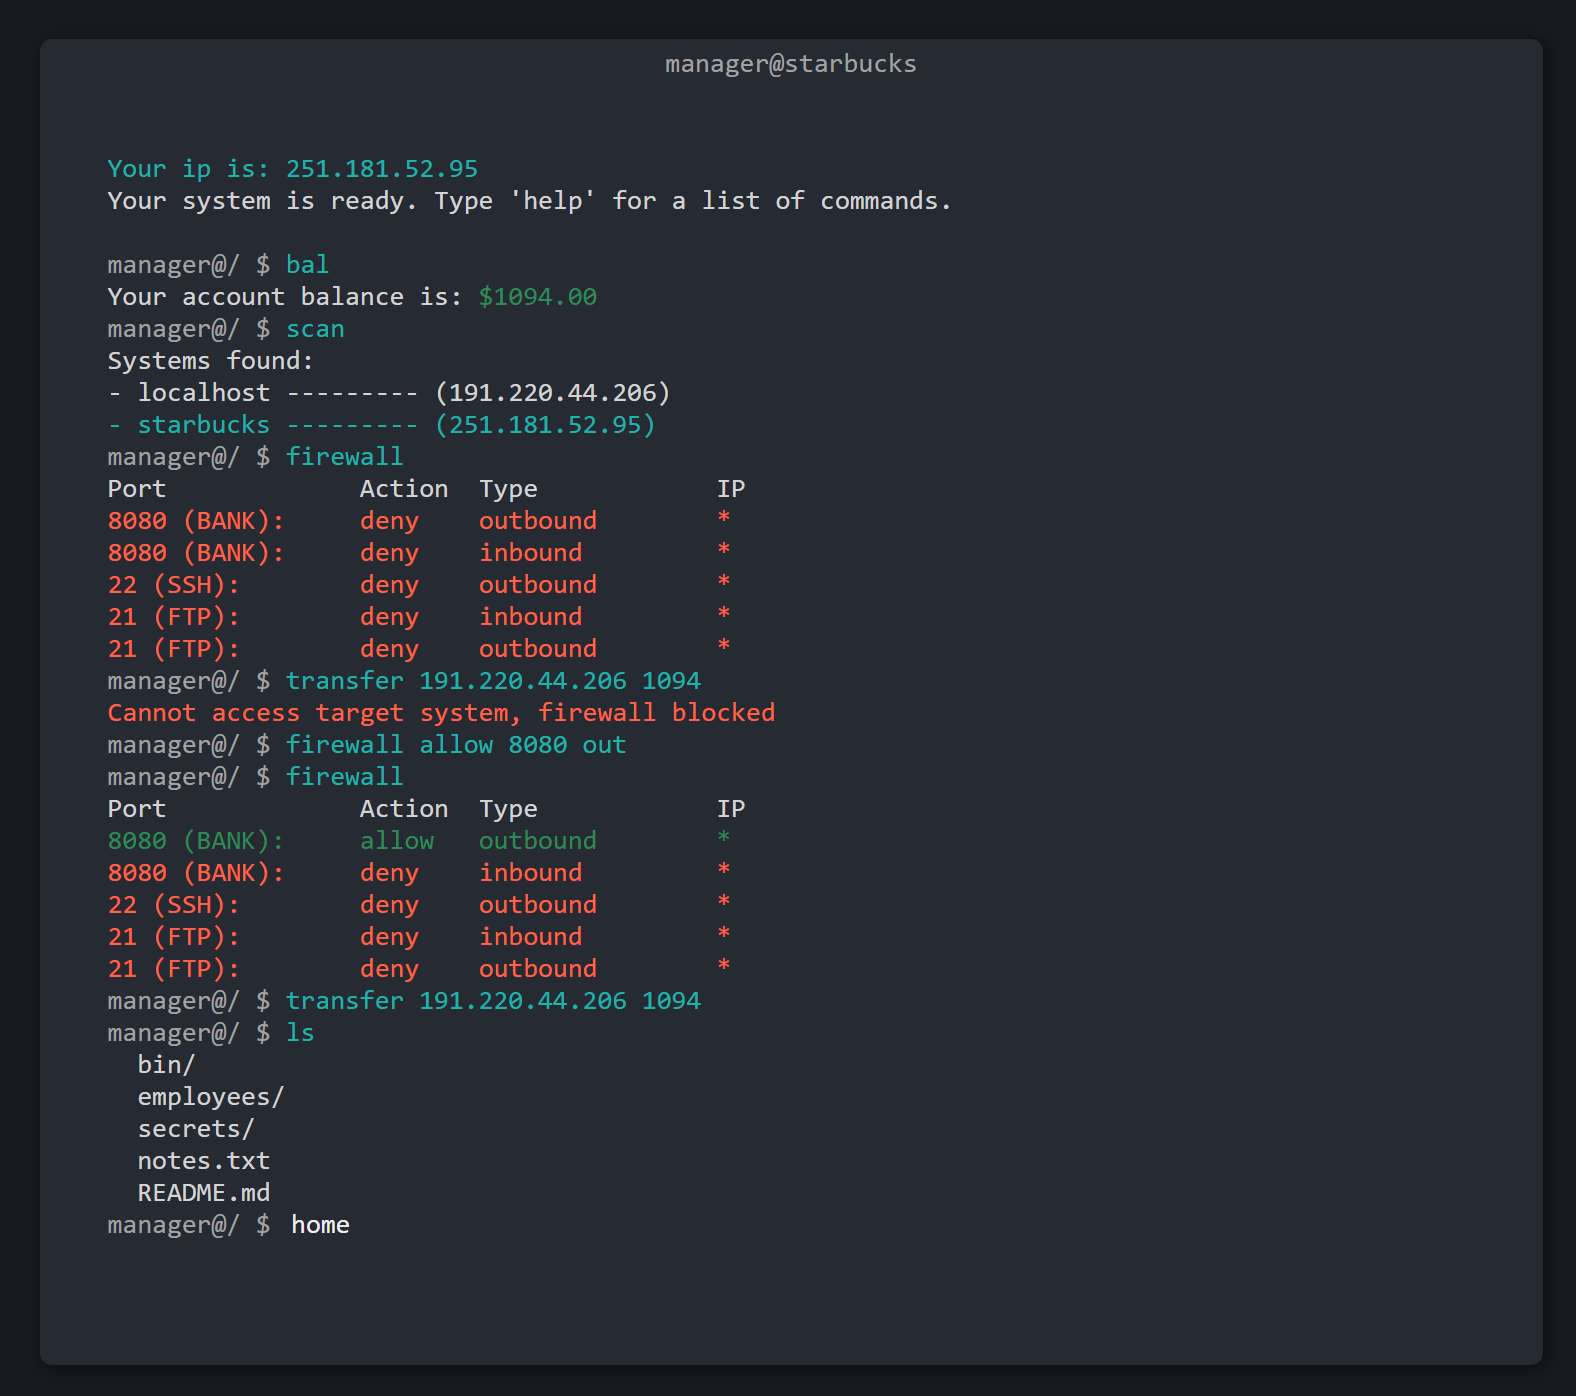 manager@starbucks
Your ip is: 251.181.52.95
Your system is ready. Type 'help' for a list of commands.
manager@/ $ bal
Your account balance is: $1094.00
manager@/ $ scan
Systems found:
- localhost --------- (191.220.44.206)
- starbucks --------- (251.181.52.95)
manager@/ $ firewall
Port Action Type IP
8080 (BANK): deny outbound *
8080 (BANK): deny inbound *
22 (SSH): deny outbound *
21 (FTP): deny inbound *
21 (FTP): deny outbound *
manager@/ $ transfer 191.220.44.206 1094
Cannot access target system, firewall blocked
manager@/ $ firewall allow 8080 out
manager@/ $ firewall
Port Action Type IP
8080 (BANK): allow outbound *
8080 (BANK): deny inbound *
22 (SSH): deny outbound *
21 (FTP): deny inbound *
21 (FTP): deny outbound *
manager@/ $ transfer 191.220.44.206 1094
manager@/ $ ls
bin/
employees/
secrets/
notes.txt
README.md
manager@/ $ home